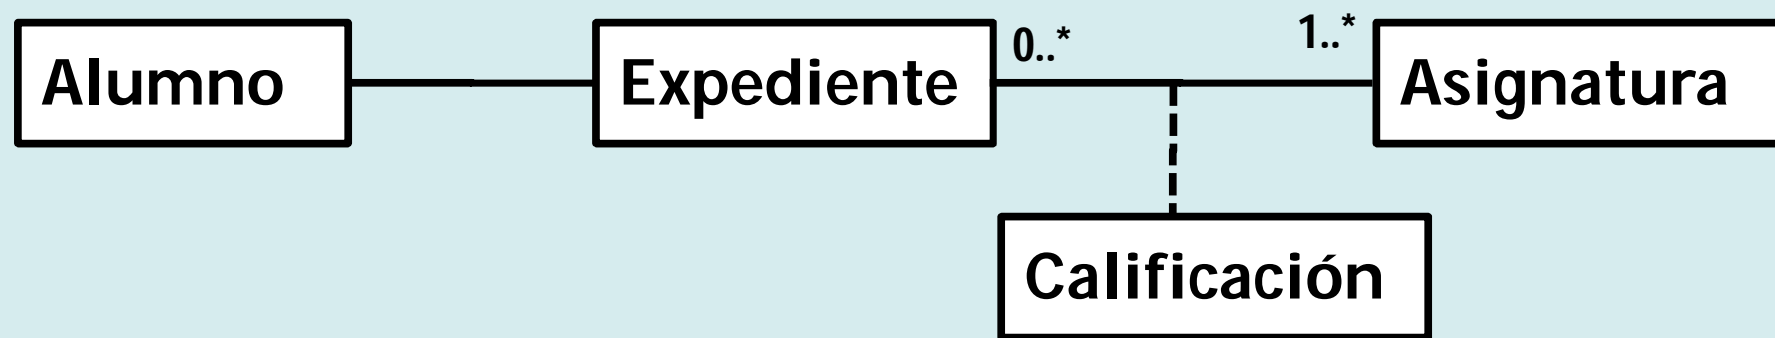 Alumno
Expediente
0..*
1..*
Asignatura
Calificación